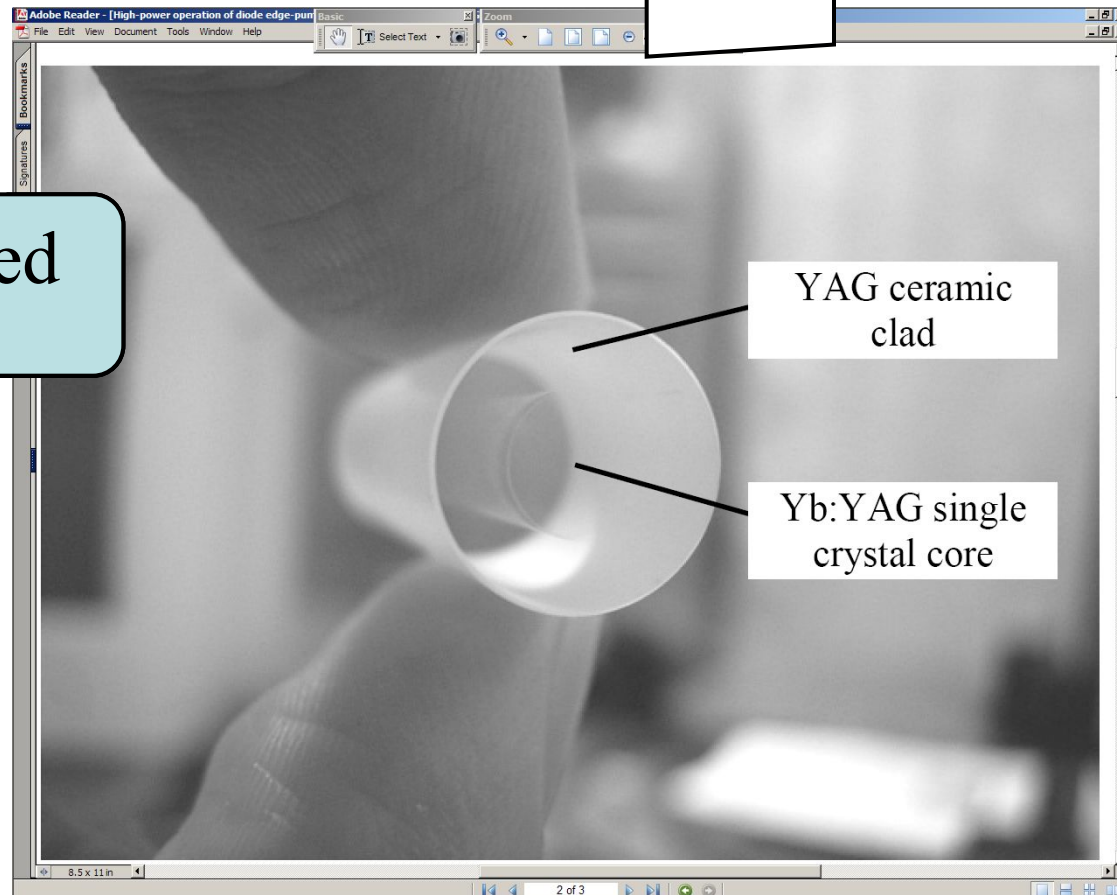 Adobe Reader - [High-power operation of diode edge-pum
Basic
Zoom
File Edit View Document Tools Window Help
Select Text
Bookmarks
Signatures
ed
YAG ceramic
clad
Yb:YAG single
crystal core
8.5 x 11 in
2 of 3